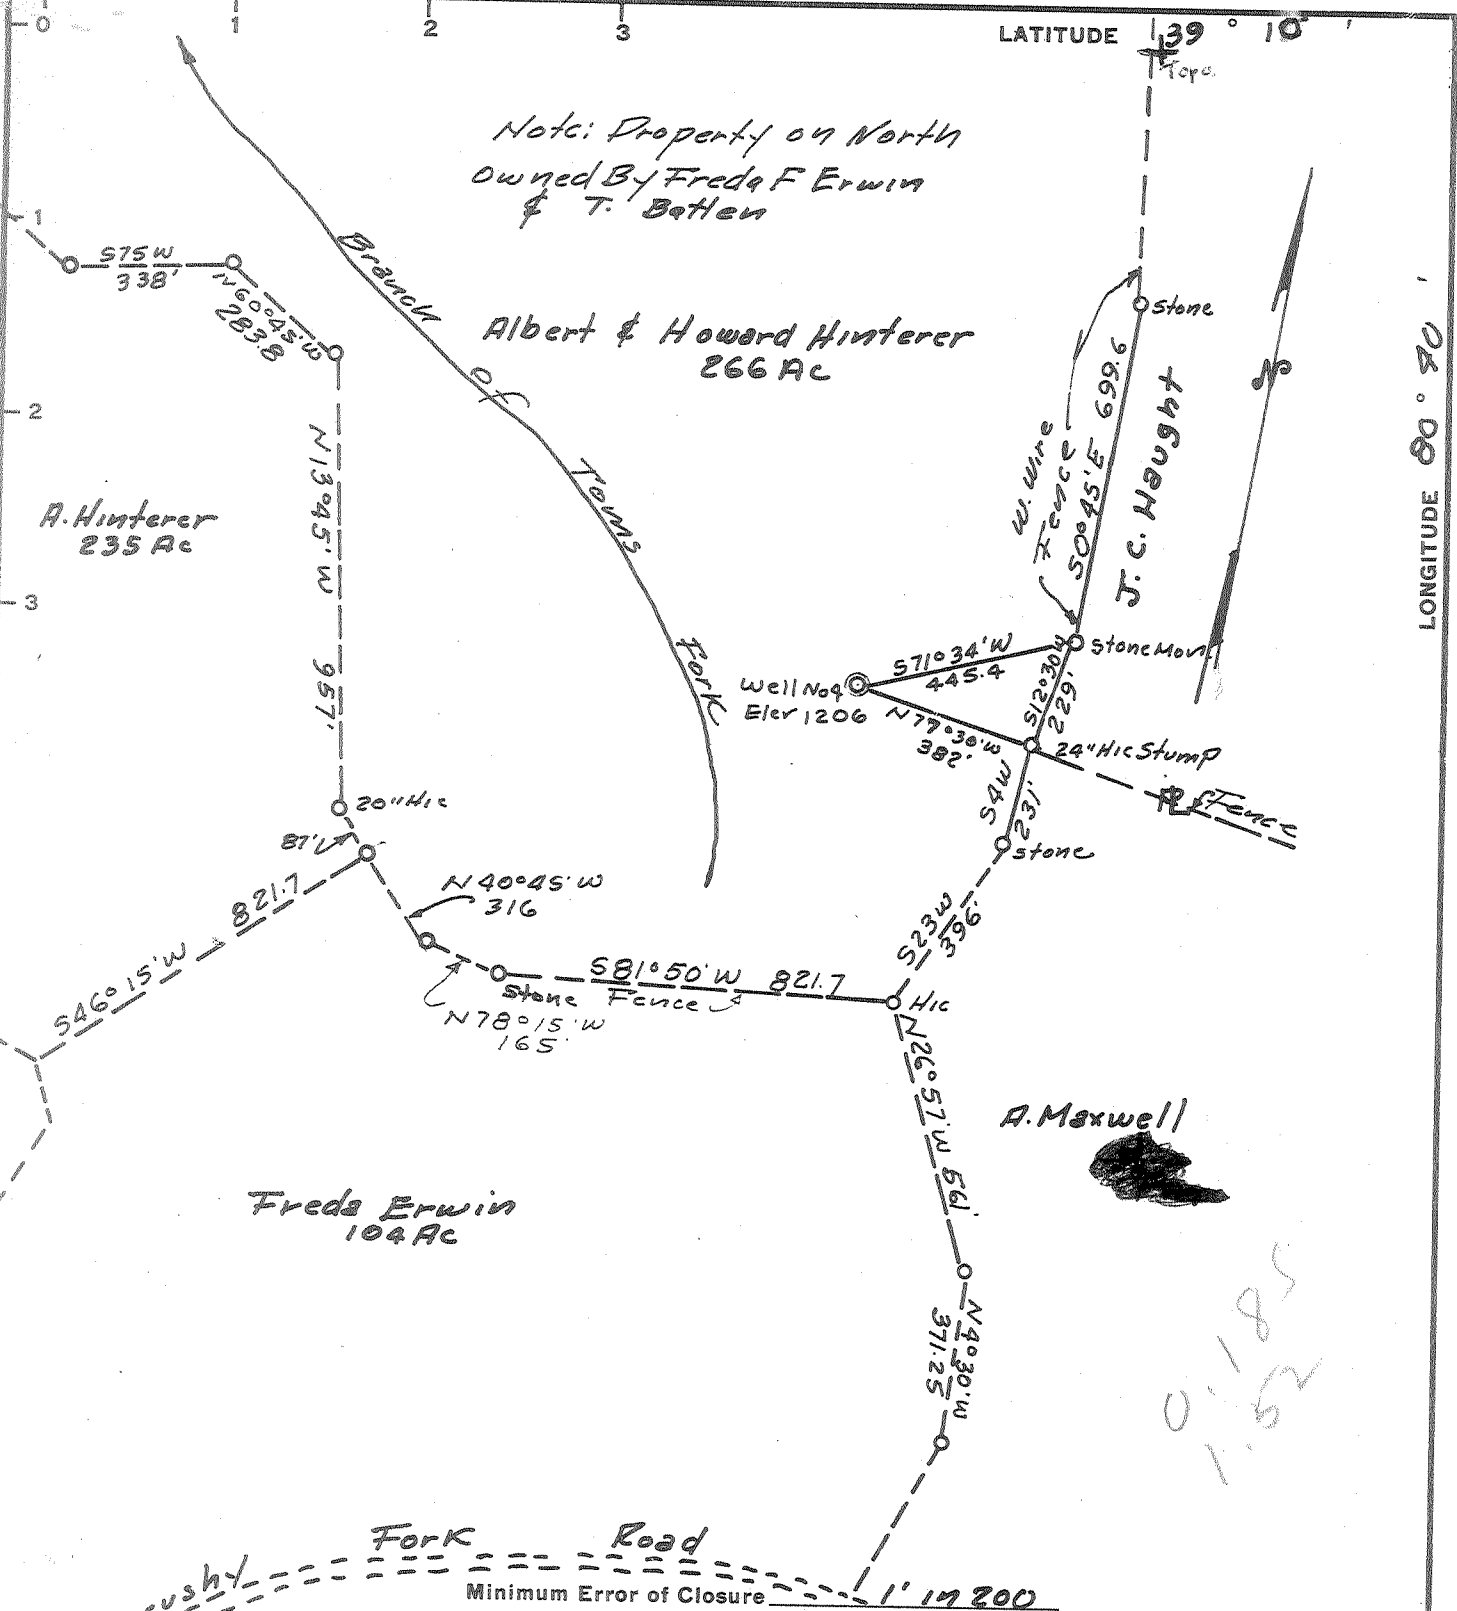 0 1 2 3
LATITUDE 39 ° 10 '
Topo.
Note: Property on North
Owned By Freda F Erwin
& T. Batten
1
S75W
338'
N60°45'W
283.8
Branch of Toms Fork
Albert & Howard Hinterer
266 Ac
Stone
LONGITUDE 80 ° 40 '
N
2
W. Wire
Fence
S0°45'E 699.6
J. C. Haught
N13°45'W 957'
A. Hinterer
235 Ac
3
Stone Mon.
S71°34'W
445.4
S12°30W
229'
Well No4
Elev 1206
N77°30'W
382'
24" Hic Stump
Fence
S4W
231'
Stone
20" Hic
87'
S46°15'W 821.7
N40°45'W
316
S23W
396'
S81°50'W 821.7
Stone Fence
Hic
N78°15'W
165'
N26°57'W 561'
A. Maxwell
Freda Erwin
104 Ac
0.185
1.52
N4°30'W
371.25
ushy Fork Road
Minimum Error of Closure 1' in 200